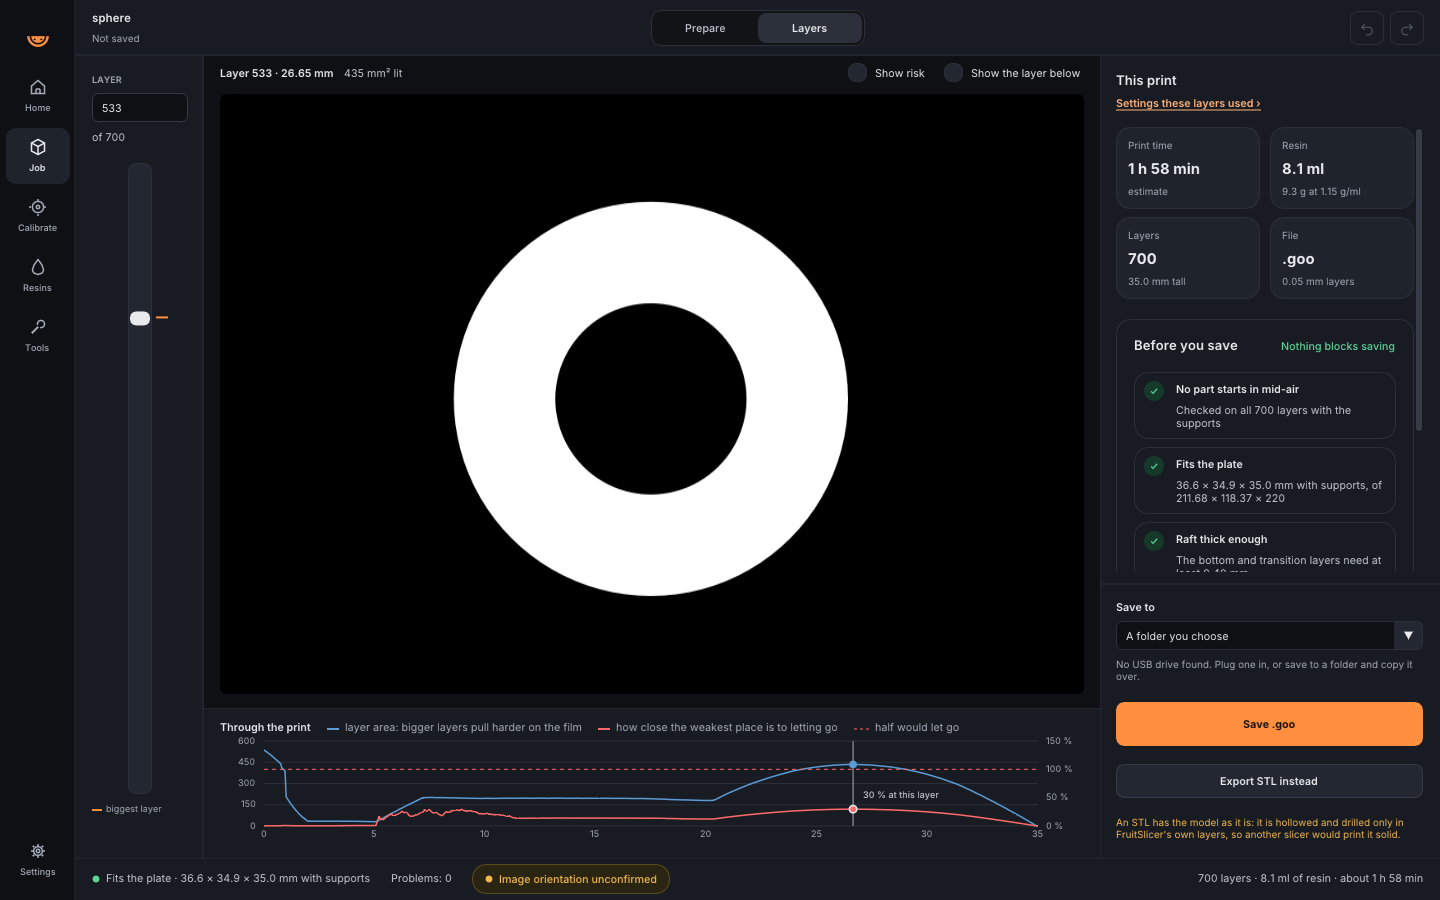 sphere
Not saved
Prepare
Layers
Home
Job
Calibrate
Resins
Tools
Settings
LAYER
533
of 700
biggest layer
Layer 533 · 26.65 mm
435 mm² lit
Show risk
Show the layer below
Through the print
layer area: bigger layers pull harder on the film
how close the weakest place is to letting go
half would let go
600
450
300
150
0
150 %
100 %
50 %
0 %
30 % at this layer
0
5
10
15
20
25
30
35
This print
Settings these layers used ›
Print time
1 h 58 min
estimate
Resin
8.1 ml
9.3 g at 1.15 g/ml
Layers
700
35.0 mm tall
File
.goo
0.05 mm layers
Before you save
Nothing blocks saving
No part starts in mid-air
Checked on all 700 layers with the
supports
Fits the plate
36.6 × 34.9 × 35.0 mm with supports, of
211.68 × 118.37 × 220
Raft thick enough
The bottom and transition layers need at
least 0.40 mm
Save to
A folder you choose
No USB drive found. Plug one in, or save to a folder and copy it
over.
Save .goo
Export STL instead
An STL has the model as it is: it is hollowed and drilled only in
FruitSlicer's own layers, so another slicer would print it solid.
Fits the plate · 36.6 × 34.9 × 35.0 mm with supports
Problems: 0
Image orientation unconfirmed
700 layers · 8.1 ml of resin · about 1 h 58 min